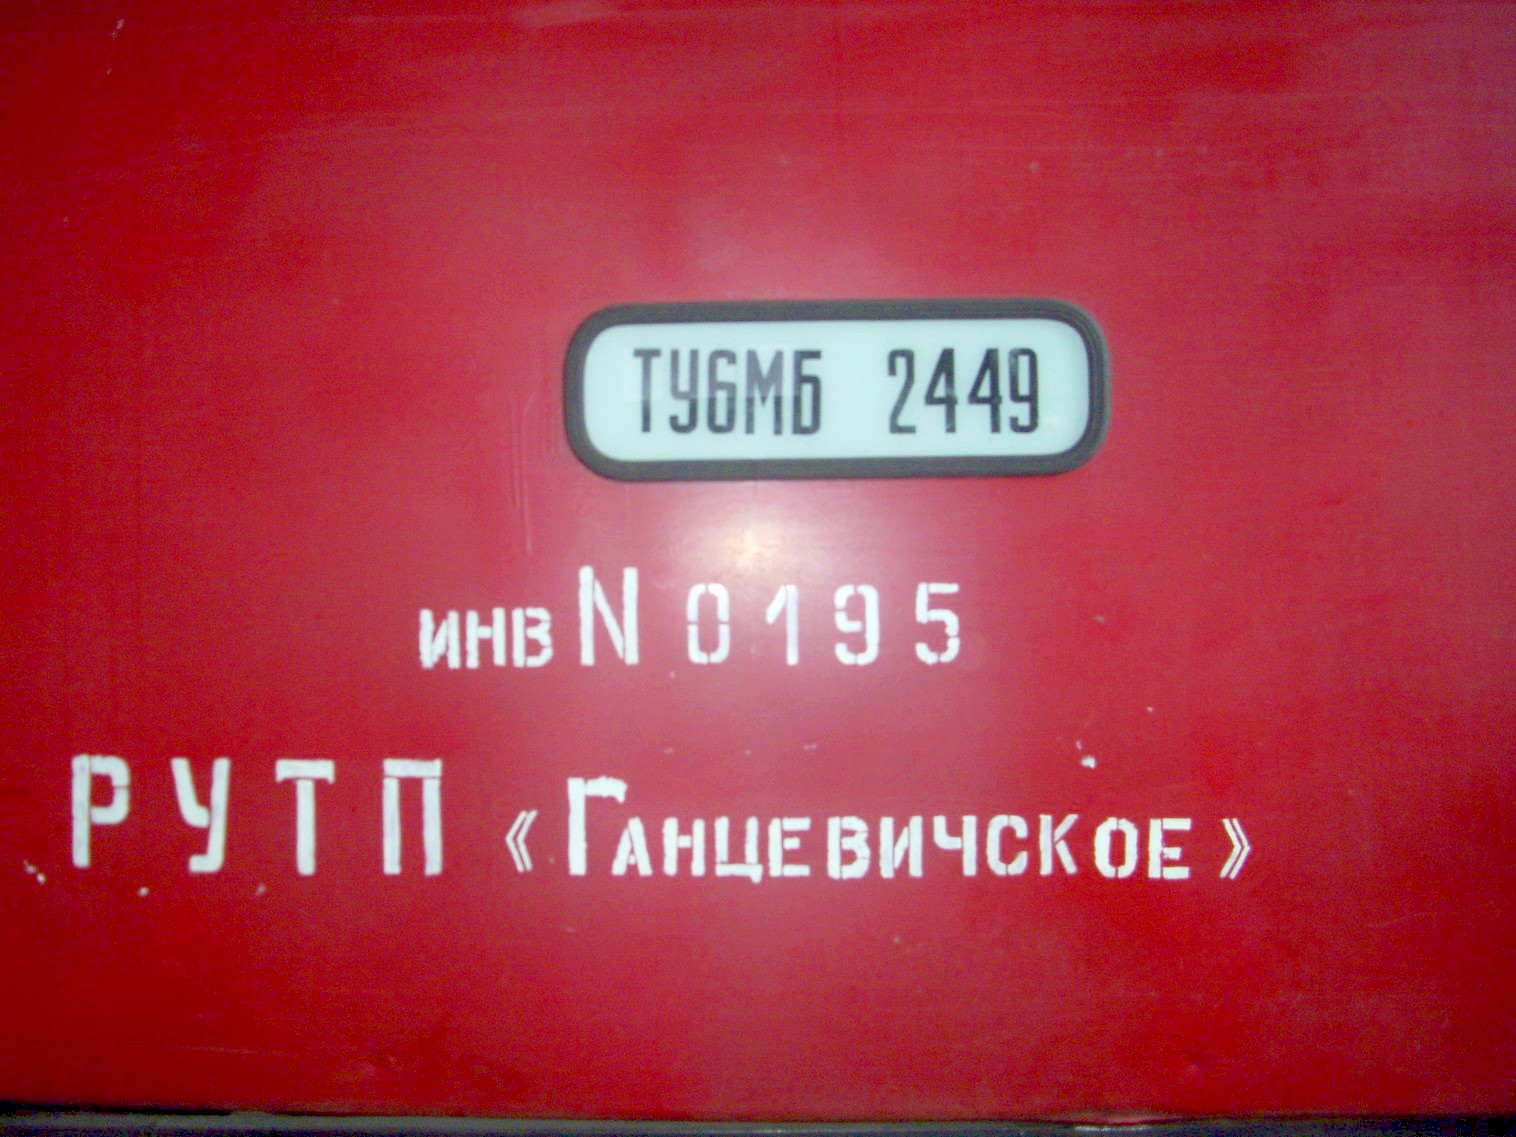 ТУ6МБ 2449
ИНВ N 0195
РУТП «Ганцевичское»